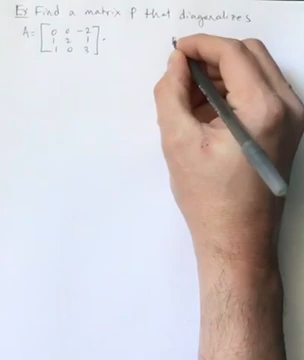 Ex Find a matrix P that diagonalizes
A = [ 0 0 -2
1 2 1
1 0 3 ].